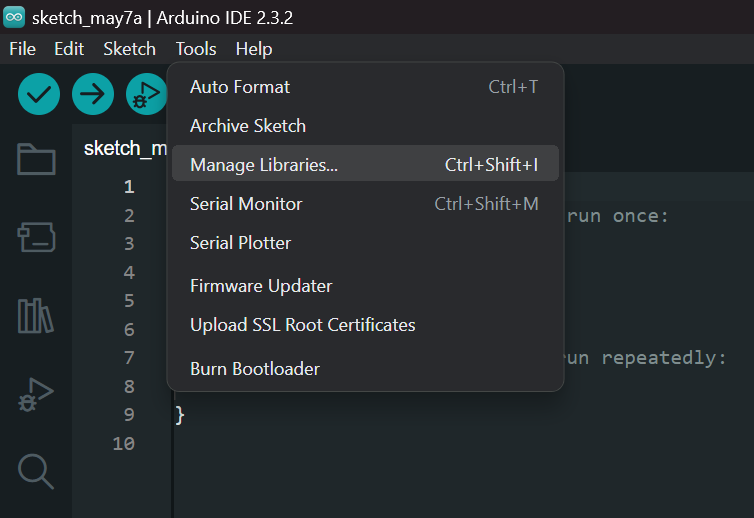 sketch_may7a | Arduino IDE 2.3.2
File Edit Sketch Tools Help
Auto Format Ctrl+T
Archive Sketch
Manage Libraries... Ctrl+Shift+I
Serial Monitor Ctrl+Shift+M
Serial Plotter
Firmware Updater
Upload SSL Root Certificates
Burn Bootloader
sketch_m
1
2 run once:
3
4
5
6
7 run repeatedly:
8
9 }
10